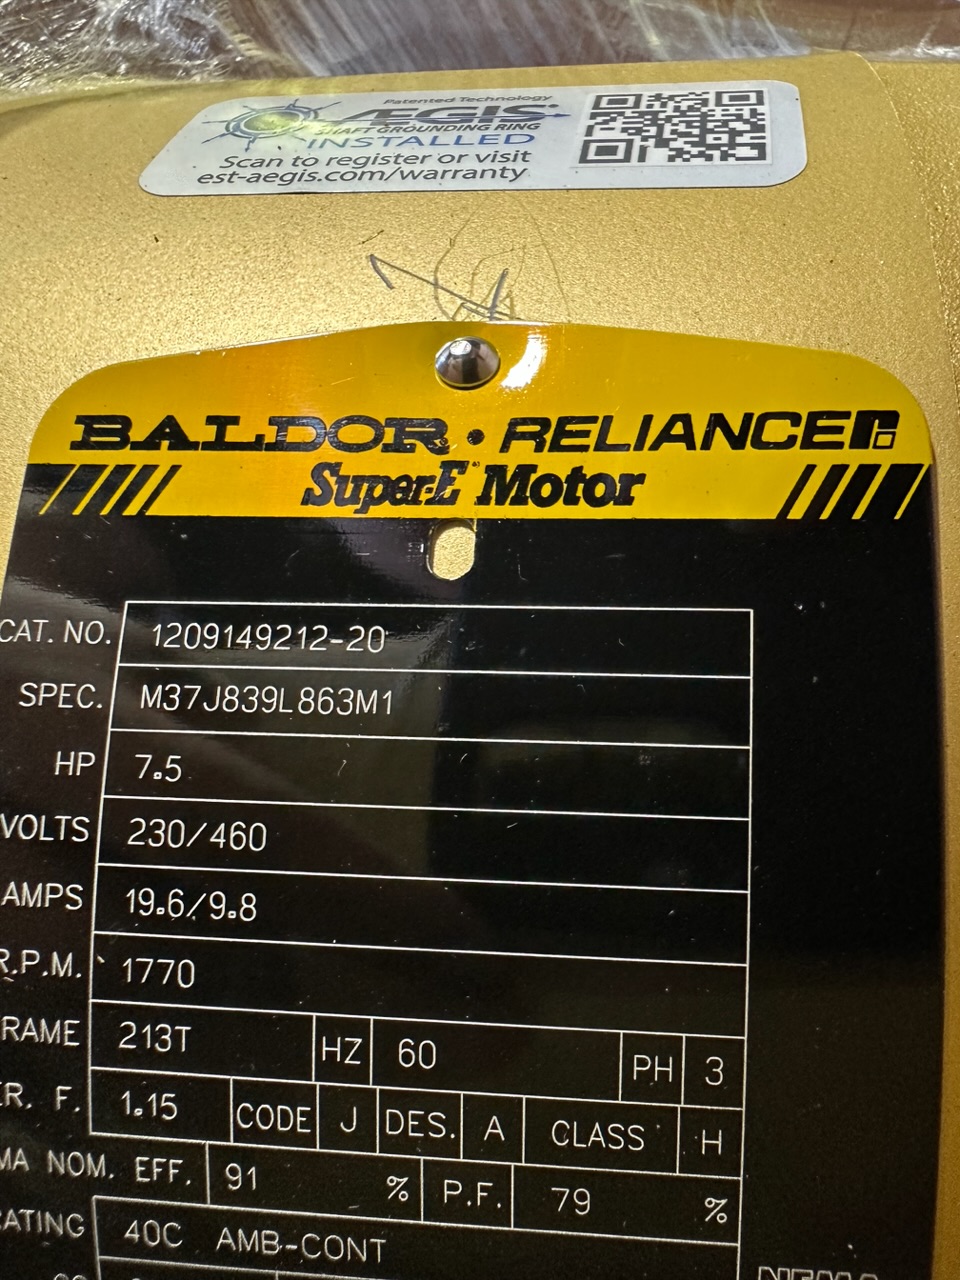 Patented Technology
ÆGIS
SHAFT GROUNDING RING
INSTALLED
Scan to register or visit
est-aegis.com/warranty
BALDOR • RELIANCE
Super-E Motor
CAT. NO. 1209149212-20
SPEC. M37J839L863M1
HP 7.5
VOLTS 230/460
AMPS 19.6/9.8
R.P.M. 1770
RAME 213T HZ 60 PH 3
ER. F. 1.15 CODE J DES. A CLASS H
MA NOM. EFF. 91 % P.F. 79 %
ATING 40C AMB-CONT